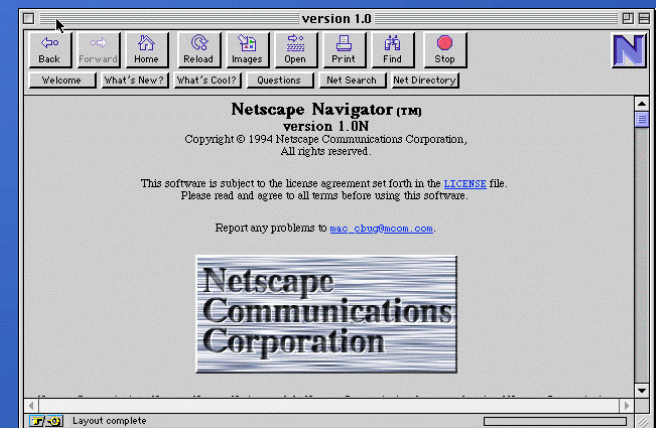 version 1.0
Back Forward Home Reload Images Open Print Find Stop
N
Welcome What's New? What's Cool? Questions Net Search Net Directory
Netscape Navigator (TM)
version 1.0N
Copyright © 1994 Netscape Communications Corporation,
All rights reserved.
This software is subject to the license agreement set forth in the LICENSE file.
Please read and agree to all terms before using this software.
Report any problems to mac_cbug@mcom.com.
Netscape
Communications
Corporation
Layout complete